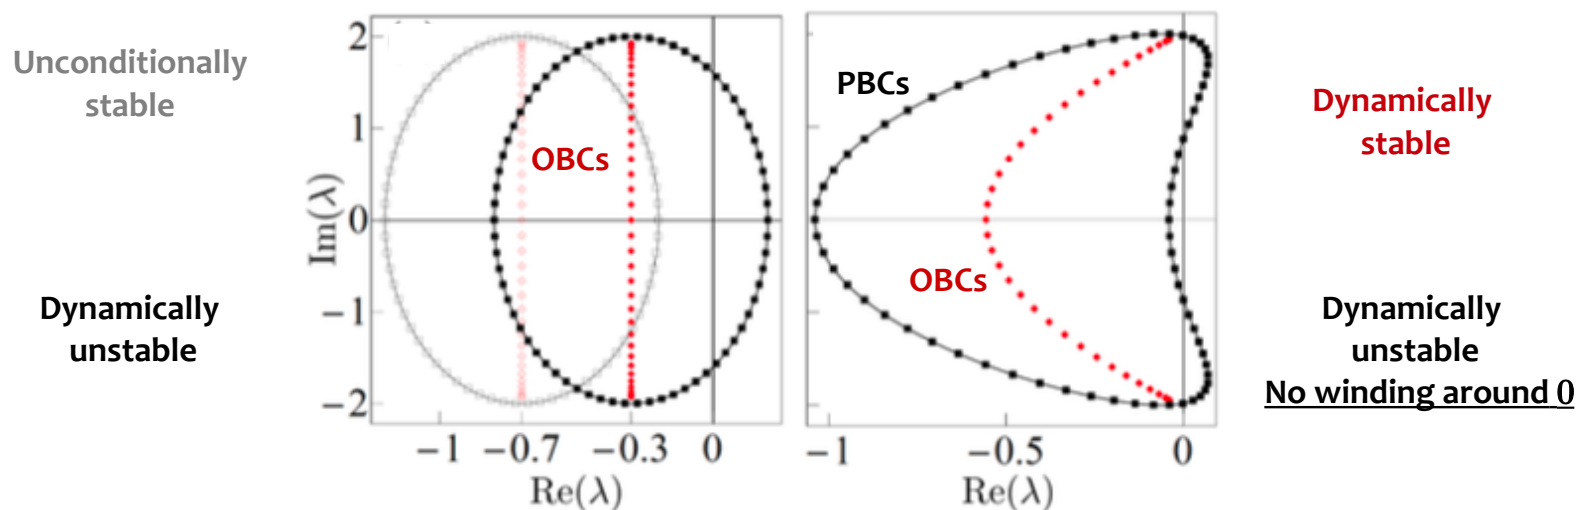 Unconditionally
stable
Dynamically
unstable
2
1
0
−1
−2
Im(λ)
OBCs
−1
−0.7
−0.3
0
Re(λ)
PBCs
OBCs
−1
−0.5
0
Re(λ)
Dynamically
stable
Dynamically
unstable
No winding around 0